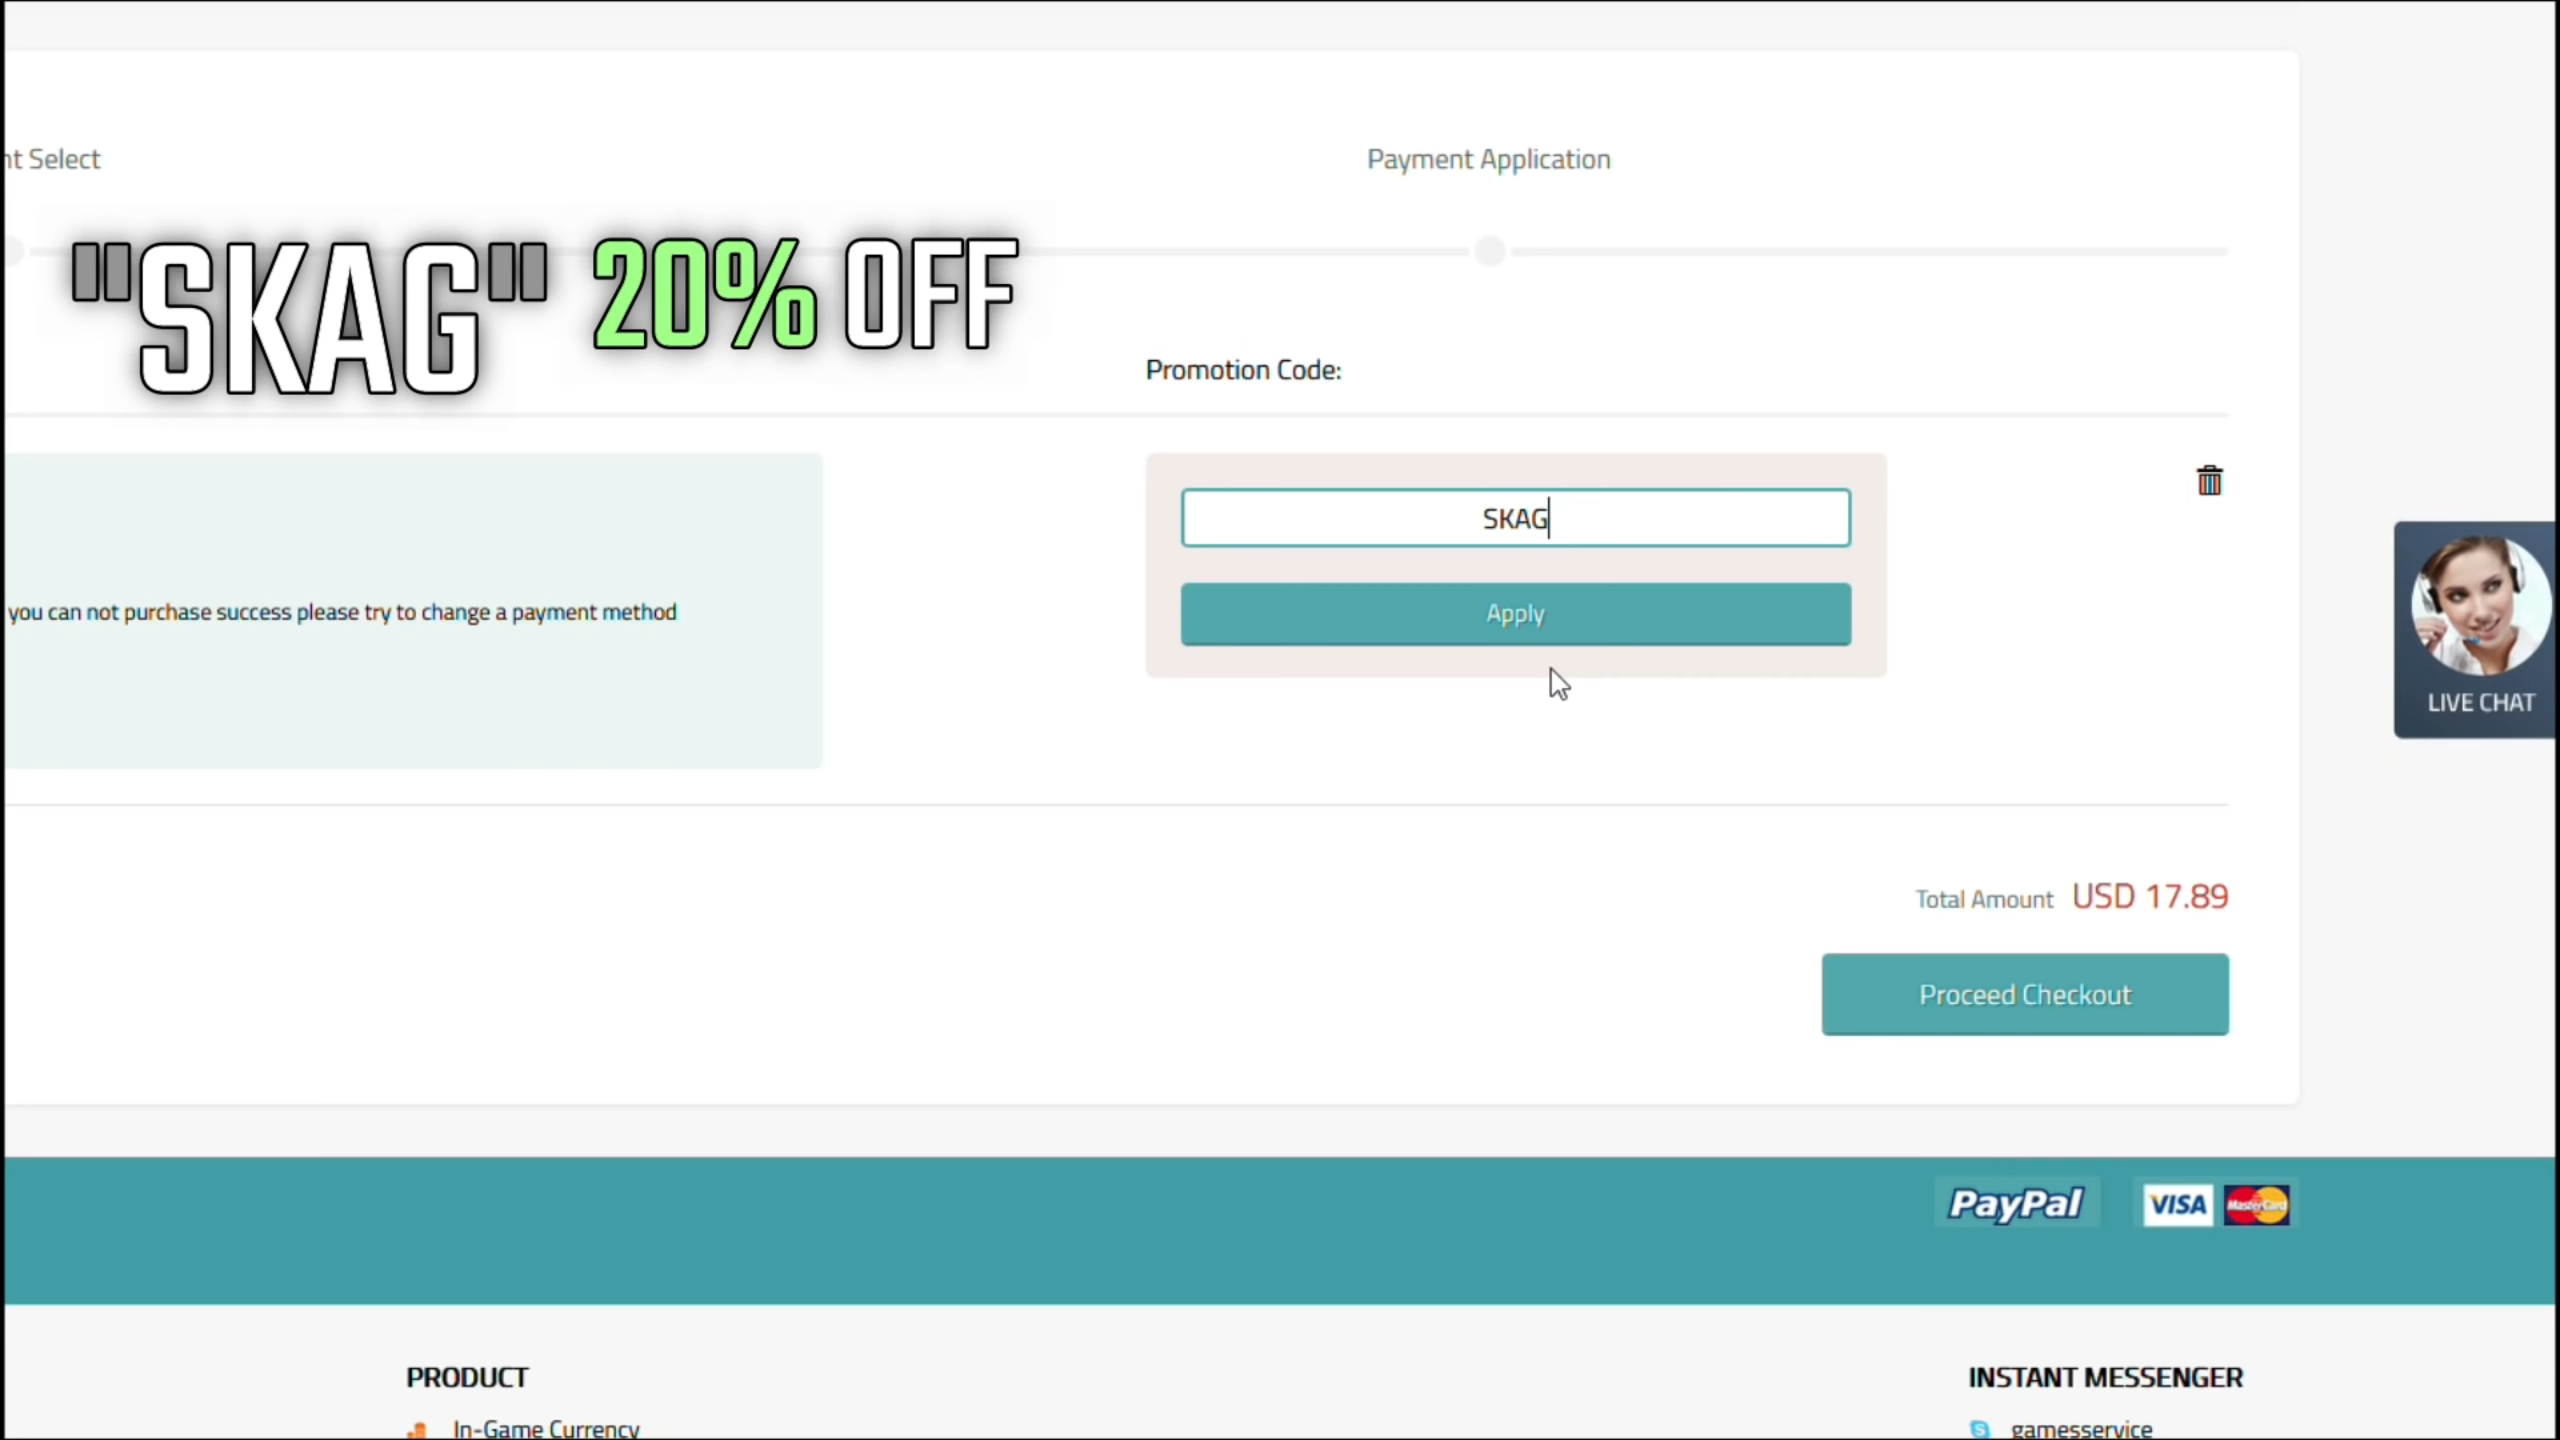 nt Select
Payment Application
"SKAG" 20% OFF
Promotion Code:
SKAG
Apply
you can not purchase success please try to change a payment method
LIVE CHAT
Total Amount USD 17.89
Proceed Checkout
PayPal VISA MasterCard
PRODUCT
INSTANT MESSENGER
In-Game Currency
gamesservice